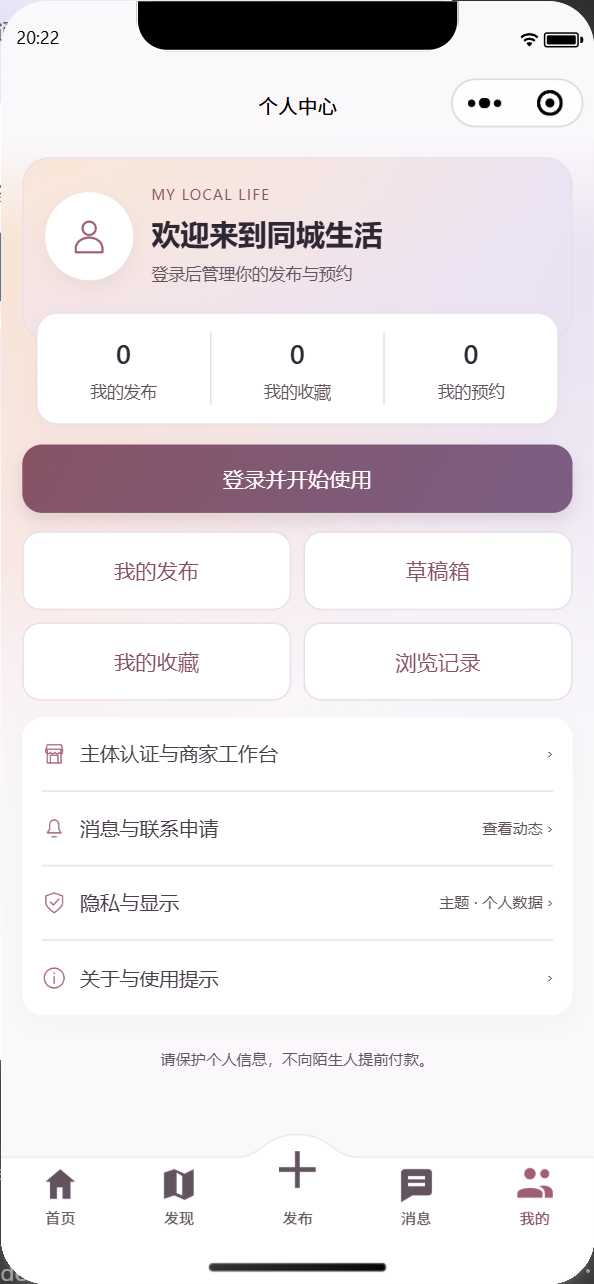 20:22
个人中心
MY LOCAL LIFE
欢迎来到同城生活
登录后管理你的发布与预约
0 0 0
我的发布 我的收藏 我的预约
登录并开始使用
我的发布 草稿箱
我的收藏 浏览记录
主体认证与商家工作台 ›
消息与联系申请 查看动态 ›
隐私与显示 主题 · 个人数据 ›
关于与使用提示 ›
请保护个人信息，不向陌生人提前付款。
首页 发现 发布 消息 我的